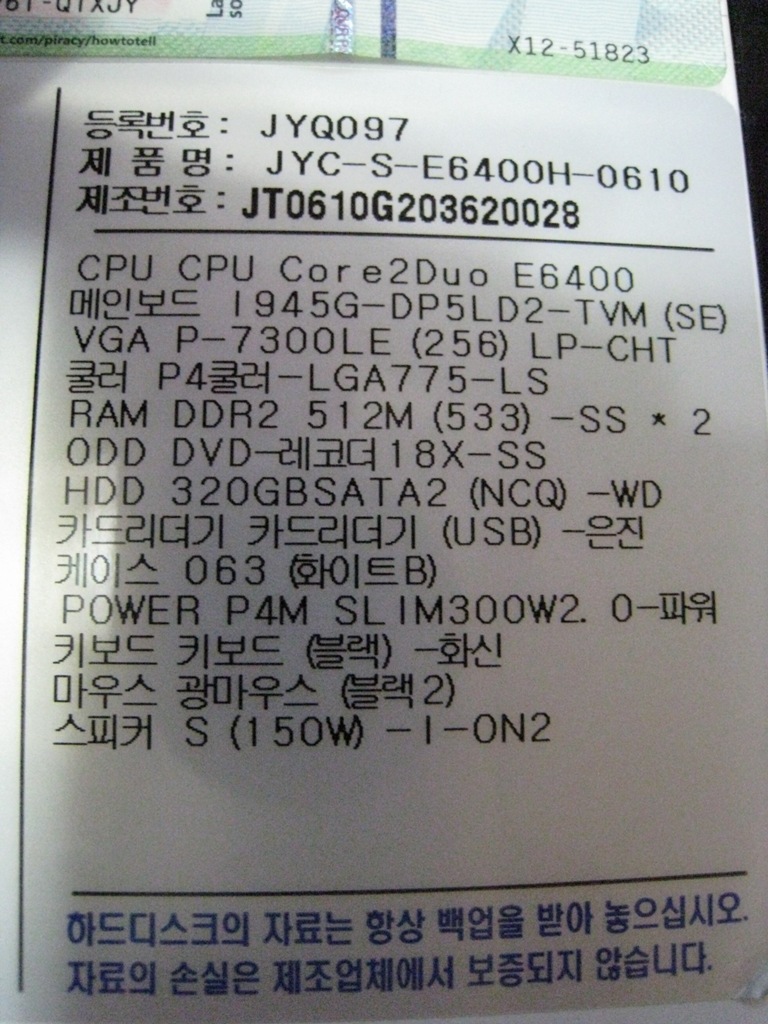 QTXJY
t.com/piracy/howtotell
X12-51823
등록번호 : JYQ097
제 품 명 : JYC-S-E6400H-0610
제조번호 : JT0610G203620028
CPU CPU Core2Duo E6400
메인보드 I945G-DP5LD2-TVM (SE)
VGA P-7300LE (256) LP-CHT
쿨러 P4쿨러-LGA775-LS
RAM DDR2 512M (533) -SS * 2
ODD DVD-레코더18X-SS
HDD 320GBSATA2 (NCQ) -WD
카드리더기 카드리더기 (USB) -은진
케이스 063 (화이트B)
POWER P4M SLIM300W2. 0-파워
키보드 키보드 (블랙) -화신
마우스 광마우스 (블랙2)
스피커 S (150W) -I-ON2
하드디스크의 자료는 항상 백업을 받아 놓으십시오.
자료의 손실은 제조업체에서 보증되지 않습니다.